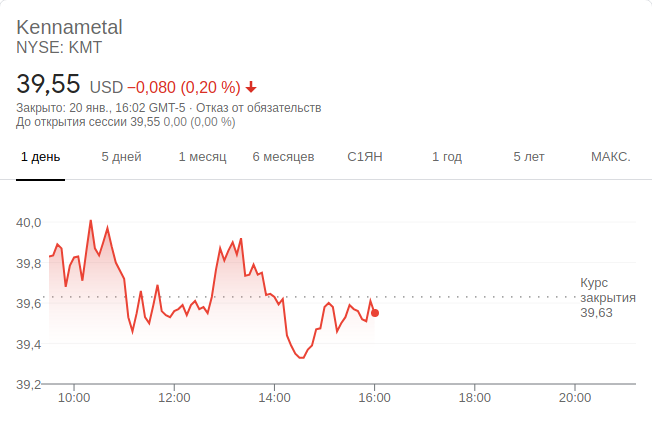 Kennametal
NYSE: KMT
39,55 USD −0,080 (0,20 %)
Закрыто: 20 янв., 16:02 GMT-5 · Отказ от обязательств
До открытия сессии 39,55 0,00 (0,00 %)
1 день 5 дней 1 месяц 6 месяцев С1ЯН 1 год 5 лет МАКС.
40,0
39,8
39,6
39,4
39,2
Курс
закрытия
39,63
10:00 12:00 14:00 16:00 18:00 20:00